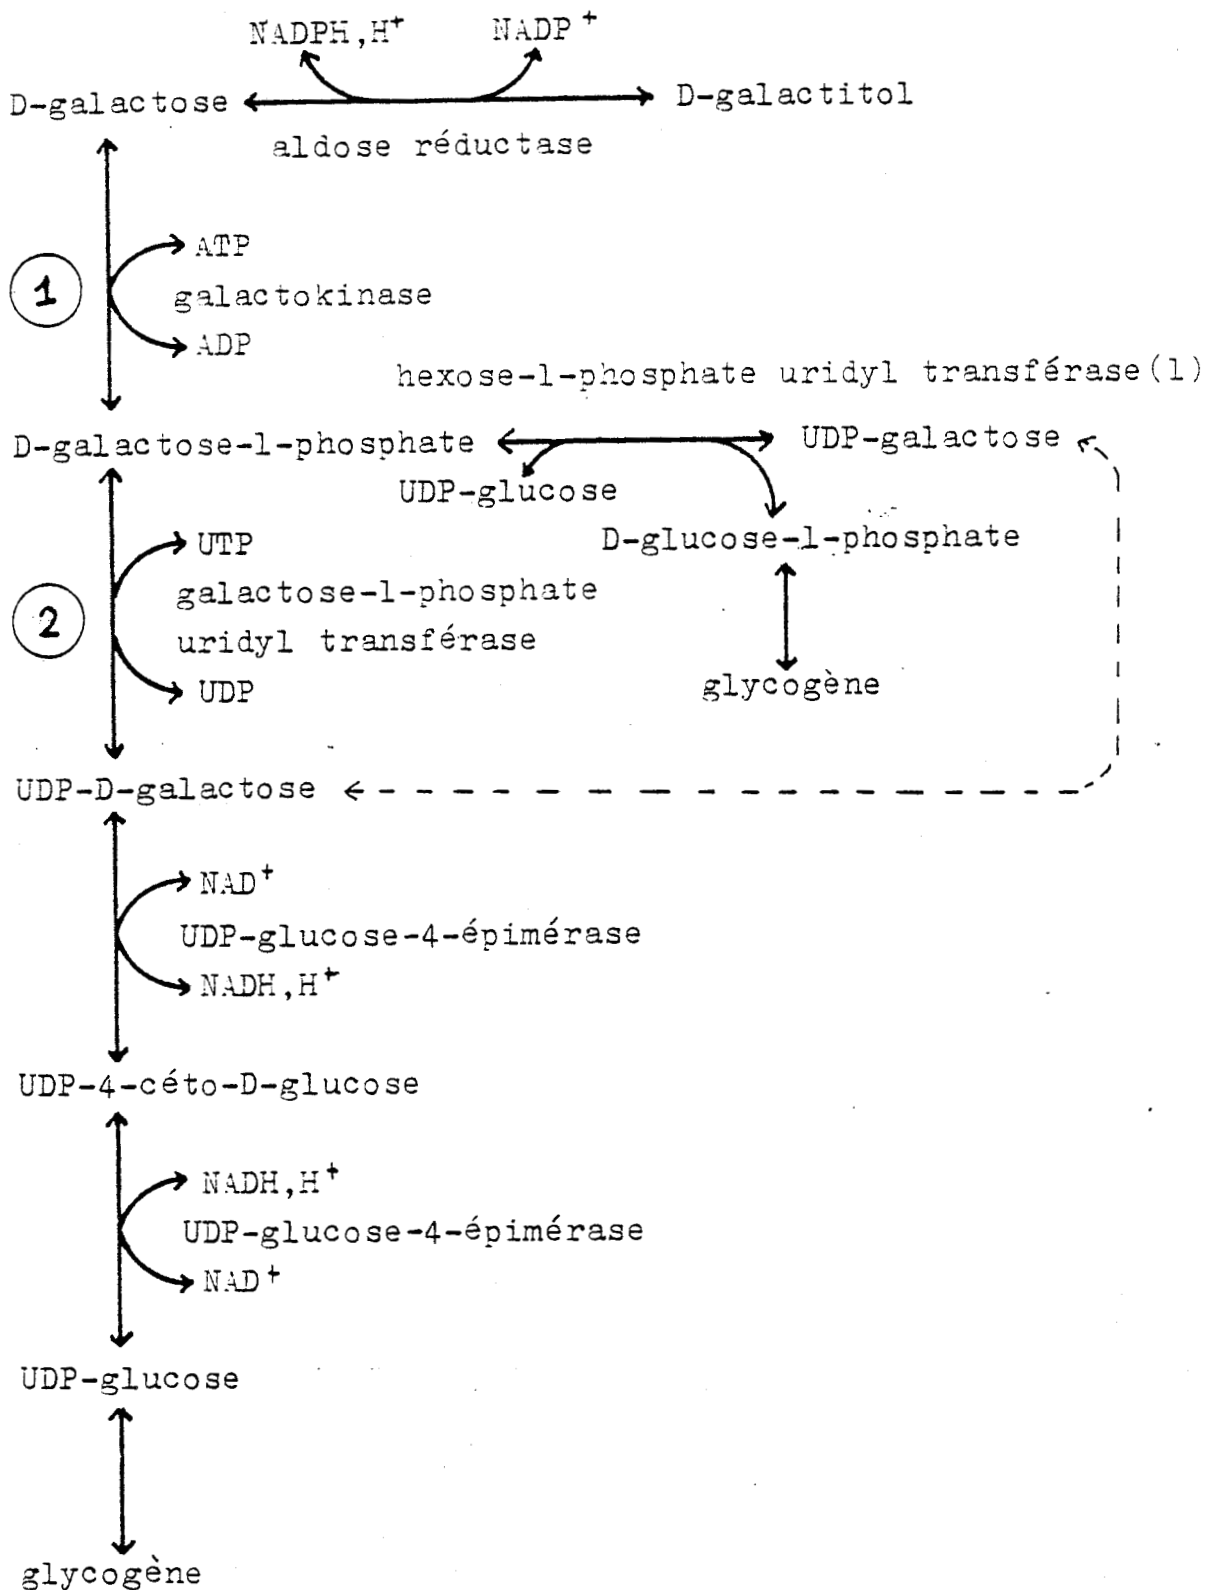 NADPH,H+ NADP+
D-galactose D-galactitol
aldose réductase
ATP
1
galactokinase
ADP
hexose-1-phosphate uridyl transférase(1)
D-galactose-1-phosphate UDP-galactose
UDP-glucose
UTP D-glucose-1-phosphate
galactose-1-phosphate
2
uridyl transférase
UDP glycogène
UDP-D-galactose
NAD+
UDP-glucose-4-épimérase
NADH,H+
UDP-4-céto-D-glucose
NADH,H+
UDP-glucose-4-épimérase
NAD+
UDP-glucose
glycogène